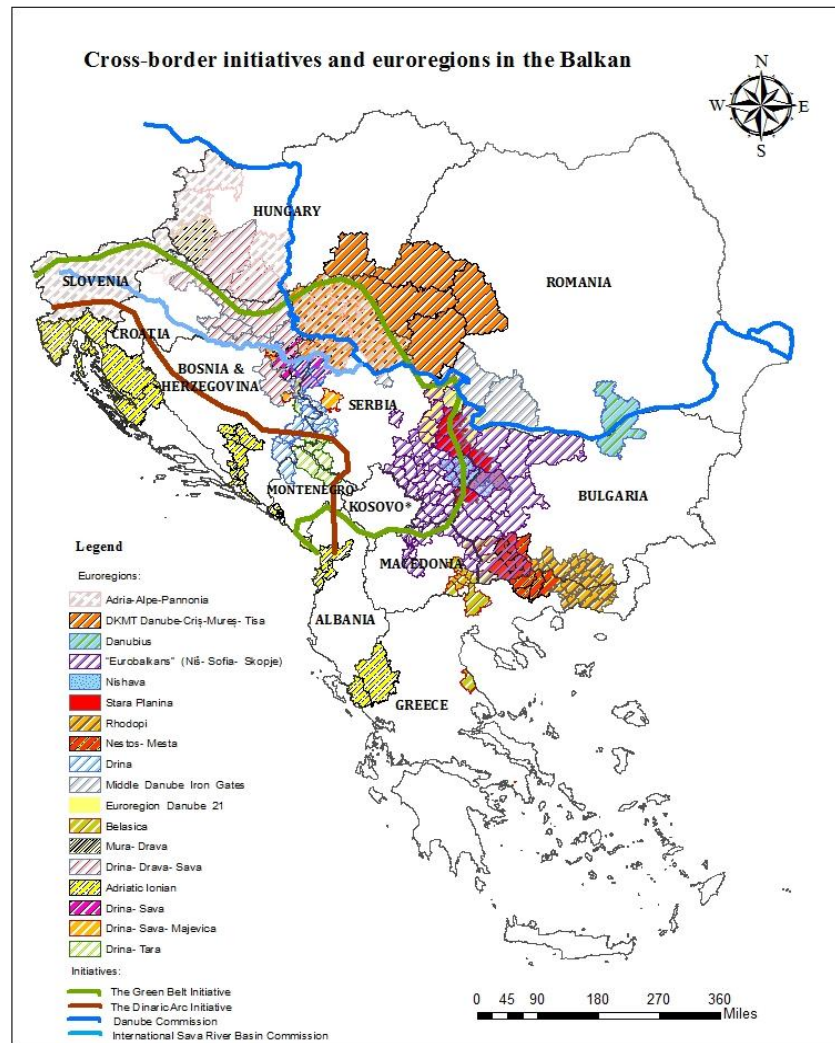 Cross-border initiatives and euroregions in the Balkan
N
W E
S
HUNGARY
SLOVENIA
ROMANIA
CROATIA
BOSNIA &
HERZEGOVINA
SERBIA
MONTENEGRO
KOSOVO*
BULGARIA
MACEDONIA
ALBANIA
GREECE
Legend
Euroregions:
Adria-Alpe-Pannonia
DKMT Danube-Criş-Mureş- Tisa
Danubius
"Eurobalkans" (Niš- Sofia- Skopje)
Nishava
Stara Planina
Rhodopi
Nestos- Mesta
Drina
Middle Danube Iron Gates
Euroregion Danube 21
Belasica
Mura- Drava
Drina- Drava- Sava
Adriatic Ionian
Drina- Sava
Drina- Sava- Majevica
Drina- Tara
Initiatives:
The Green Belt Initiative
The Dinaric Arc Initiative
Danube Commission
International Sava River Basin Commission
0 45 90 180 270 360
Miles